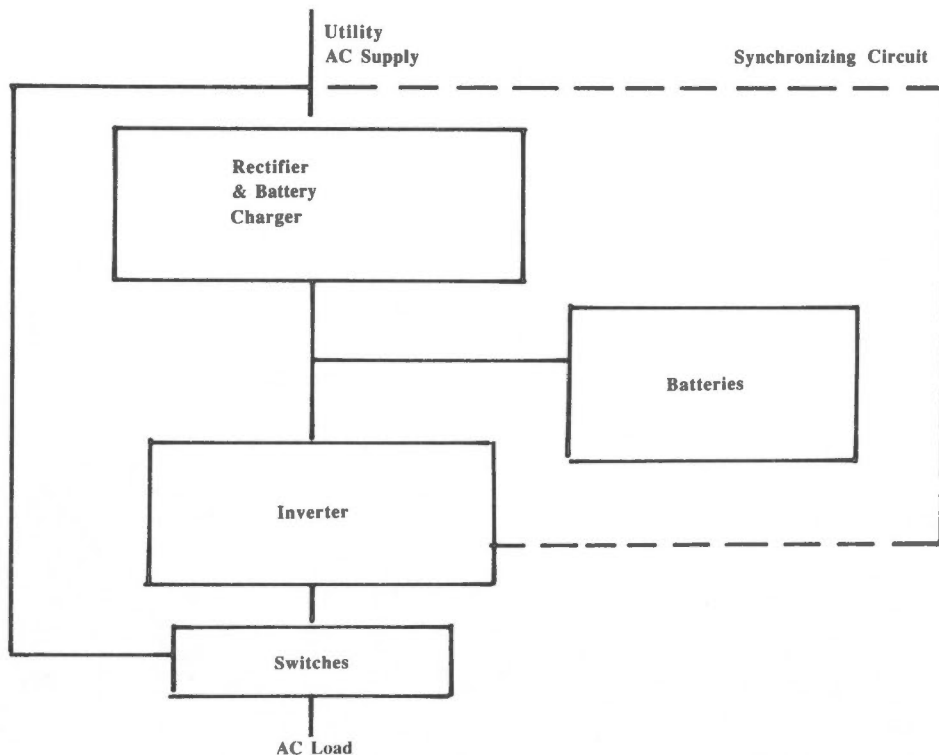 Utility
AC Supply
Synchronizing Circuit
Rectifier
& Battery
Charger
Batteries
Inverter
Switches
AC Load